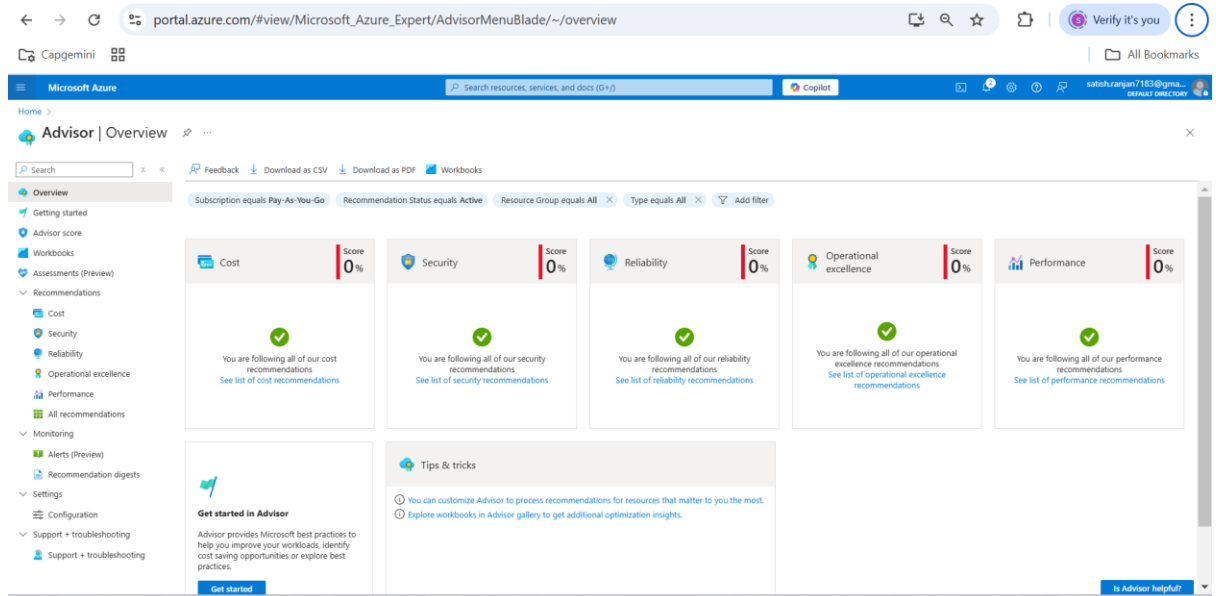 portal.azure.com/#view/Microsoft_Azure_Expert/AdvisorMenuBlade/~/overview
S
Verify it's you
Capgemini
All Bookmarks
Microsoft Azure
Search resources, services, and docs (G+/)
Copilot
2
satish.ranjan7183@gma...
DEFAULT DIRECTORY
Home >
Advisor | Overview
Search
Feedback
Download as CSV
Download as PDF
Workbooks
Overview
Getting started
Advisor score
Workbooks
Assessments (Preview)
Recommendations
Cost
Security
Reliability
Operational excellence
Performance
All recommendations
Monitoring
Alerts (Preview)
Recommendation digests
Settings
Configuration
Support + troubleshooting
Support + troubleshooting
Subscription equals Pay-As-You-Go
Recommendation Status equals Active
Resource Group equals All
Type equals All
Add filter
Cost
Score
0%
You are following all of our cost
recommendations
See list of cost recommendations
Security
Score
0%
You are following all of our security
recommendations
See list of security recommendations
Reliability
Score
0%
You are following all of our reliability
recommendations
See list of reliability recommendations
Operational
excellence
Score
0%
You are following all of our operational
excellence recommendations
See list of operational excellence
recommendations
Performance
Score
0%
You are following all of our performance
recommendations
See list of performance recommendations
Get started in Advisor
Advisor provides Microsoft best practices to
help you improve your workloads, identify
cost saving opportunities or explore best
practices.
Get started
Tips & tricks
You can customize Advisor to process recommendations for resources that matter to you the most.
Explore workbooks in Advisor gallery to get additional optimization insights.
Is Advisor helpful?